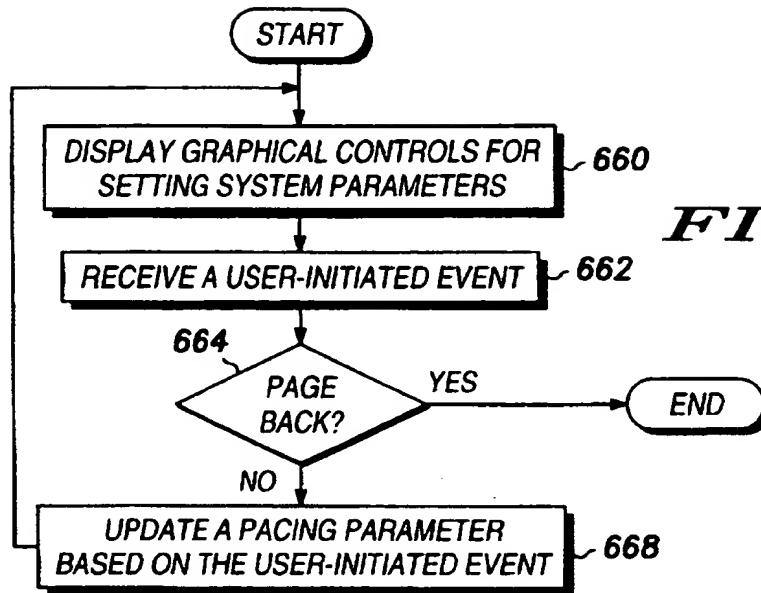 START
DISPLAY GRAPHICAL CONTROLS FOR
SETTING SYSTEM PARAMETERS
660
FI
RECEIVE A USER-INITIATED EVENT
662
664
PAGE
BACK?
YES
END
NO
UPDATE A PACING PARAMETER
BASED ON THE USER-INITIATED EVENT
668